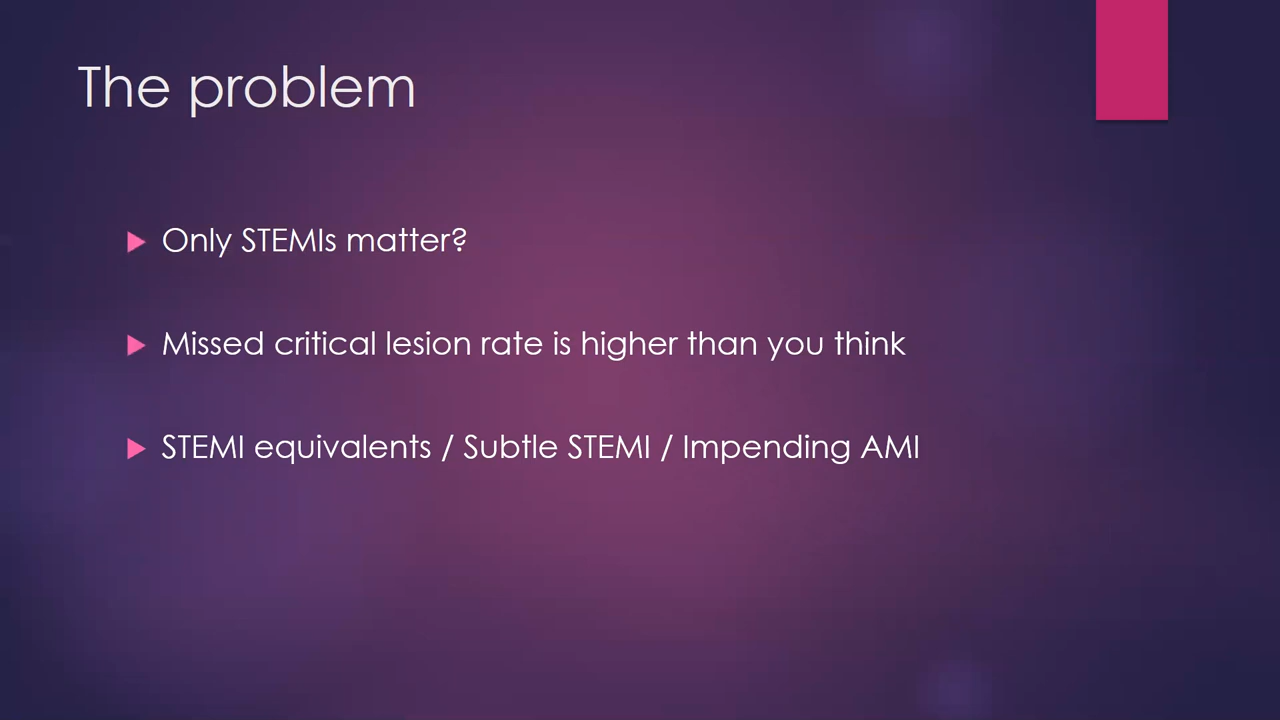 The problem
Only STEMIs matter?
Missed critical lesion rate is higher than you think
STEMI equivalents / Subtle STEMI / Impending AMI